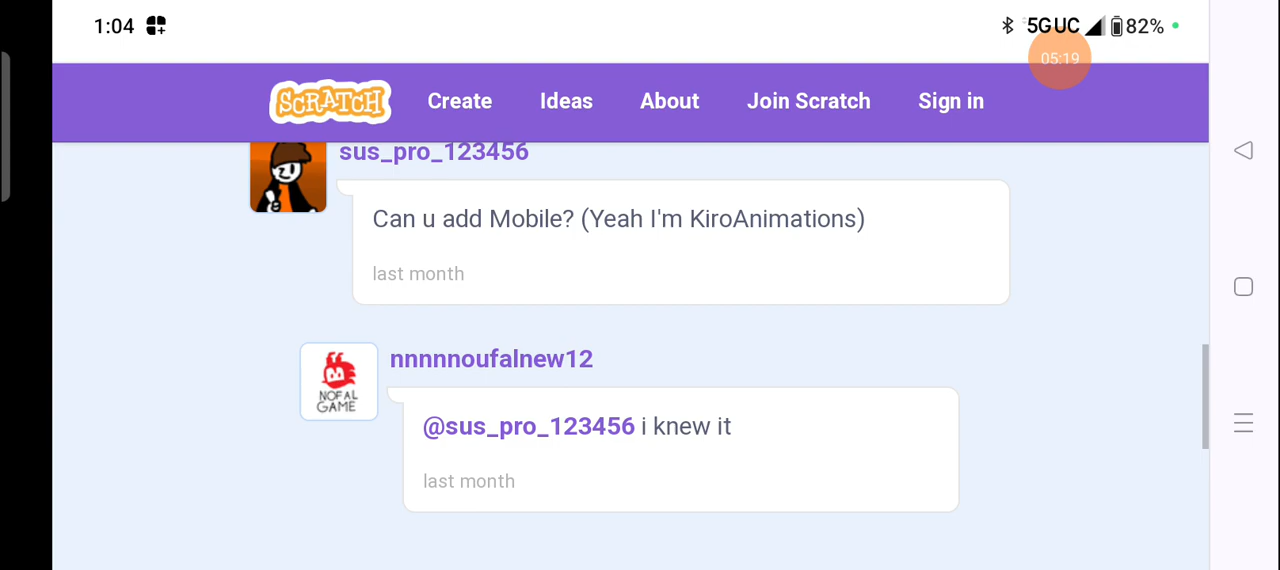 1:04 5GUC 82%
05:19
SCRATCH Create Ideas About Join Scratch Sign in
sus_pro_123456
Can u add Mobile? (Yeah I'm KiroAnimations)
last month
nnnnnoufalnew12
NOFAL
GAME
@sus_pro_123456 i knew it
last month